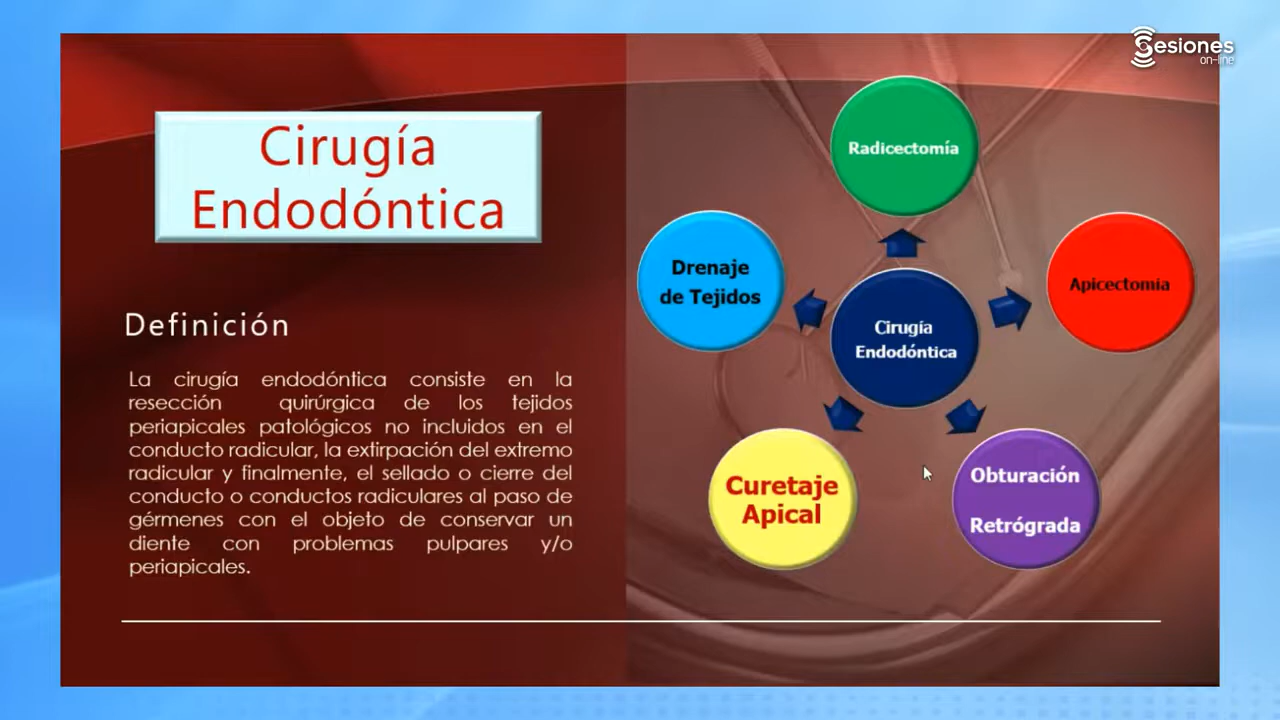 Sesiones
on-line
Cirugía
Endodóntica
Definición
La cirugía endodóntica consiste en la
resección quirúrgica de los tejidos
periapicales patológicos no incluidos en el
conducto radicular, la extirpación del extremo
radicular y finalmente, el sellado o cierre del
conducto o conductos radiculares al paso de
gérmenes con el objeto de conservar un
diente con problemas pulpares y/o
periapicales.
Radicectomía
Drenaje
de Tejidos
Apicectomia
Cirugía
Endodóntica
Curetaje
Apical
Obturación
Retrógrada